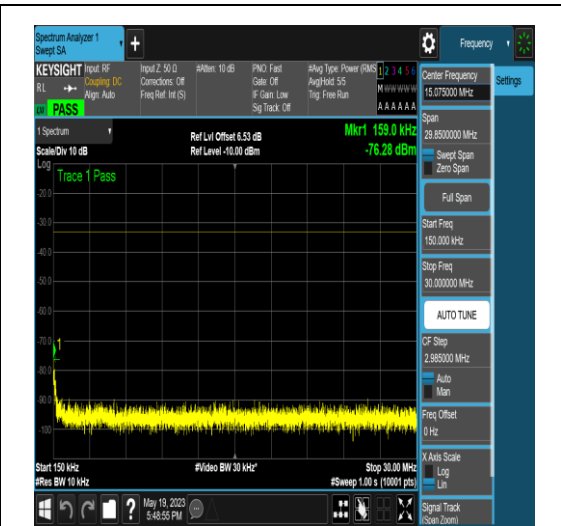 Spectrum Analyzer 1
Swept SA
+
Frequency
KEYSIGHT
Input: RF
Coupling: DC
Align: Auto
Input Z: 50 Ω
Corrections: Off
Freq Ref: Int (S)
#Atten: 10 dB
PNO: Fast
Gate: Off
IF Gain: Low
Sig Track: Off
#Avg Type: Power (RMS
Avg|Hold: 5/5
Trig: Free Run
1 2 3 4 5 6
M W W W W W
A A A A A A
RL
PASS
1 Spectrum
Scale/Div 10 dB
Ref Lvl Offset 6.53 dB
Ref Level -10.00 dBm
Mkr1 159.0 kHz
-76.28 dBm
Log
Trace 1 Pass
-20.0
-30.0
-40.0
-50.0
-60.0
-70.0
-80.0
-90.0
-100
1
Start 150 kHz
#Res BW 10 kHz
#Video BW 30 kHz*
Stop 30.00 MHz
#Sweep 1.00 s (10001 pts)
?
May 19, 2023
5:48:55 PM
Center Frequency
15.075000 MHz
Settings
Span
29.8500000 MHz
Swept Span
Zero Span
Full Span
Start Freq
150.000 kHz
Stop Freq
30.000000 MHz
AUTO TUNE
CF Step
2.985000 MHz
Auto
Man
Freq Offset
0 Hz
X Axis Scale
Log
Lin
Signal Track
(Span Zoom)